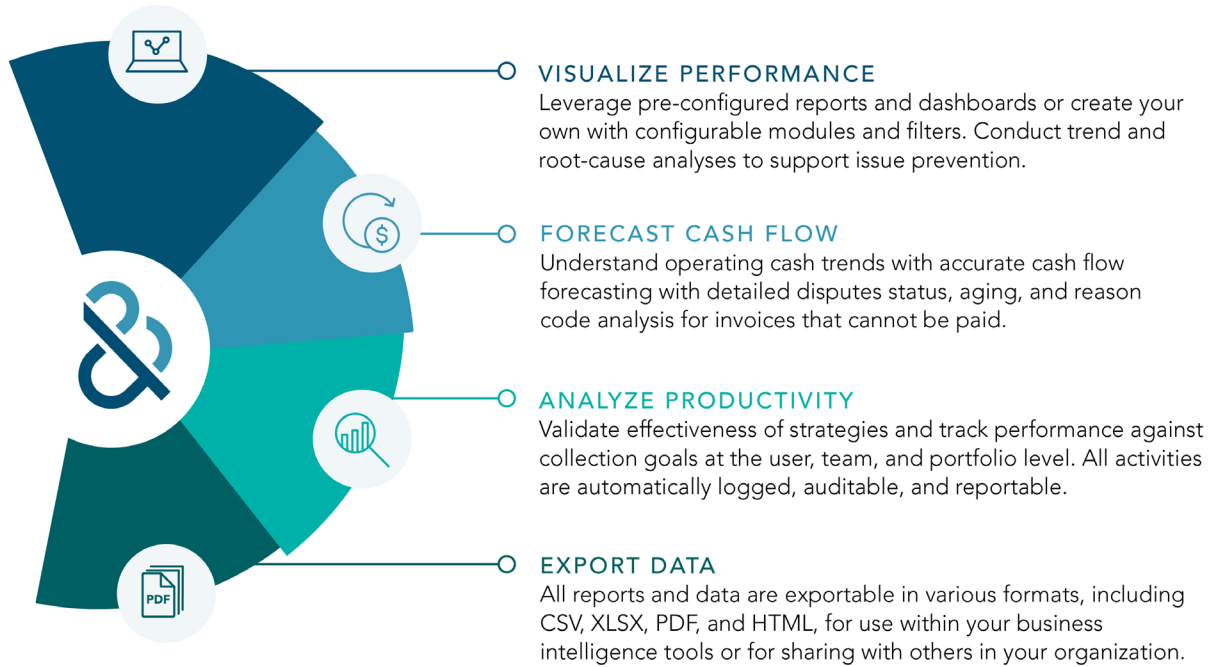 VISUALIZE PERFORMANCE
Leverage pre-configured reports and dashboards or create your
own with configurable modules and filters. Conduct trend and
root-cause analyses to support issue prevention.
$
FORECAST CASH FLOW
Understand operating cash trends with accurate cash flow
forecasting with detailed disputes status, aging, and reason
code analysis for invoices that cannot be paid.
&
ANALYZE PRODUCTIVITY
Validate effectiveness of strategies and track performance against
collection goals at the user, team, and portfolio level. All activities
are automatically logged, auditable, and reportable.
EXPORT DATA
All reports and data are exportable in various formats, including
CSV, XLSX, PDF, and HTML, for use within your business
intelligence tools or for sharing with others in your organization.
PDF